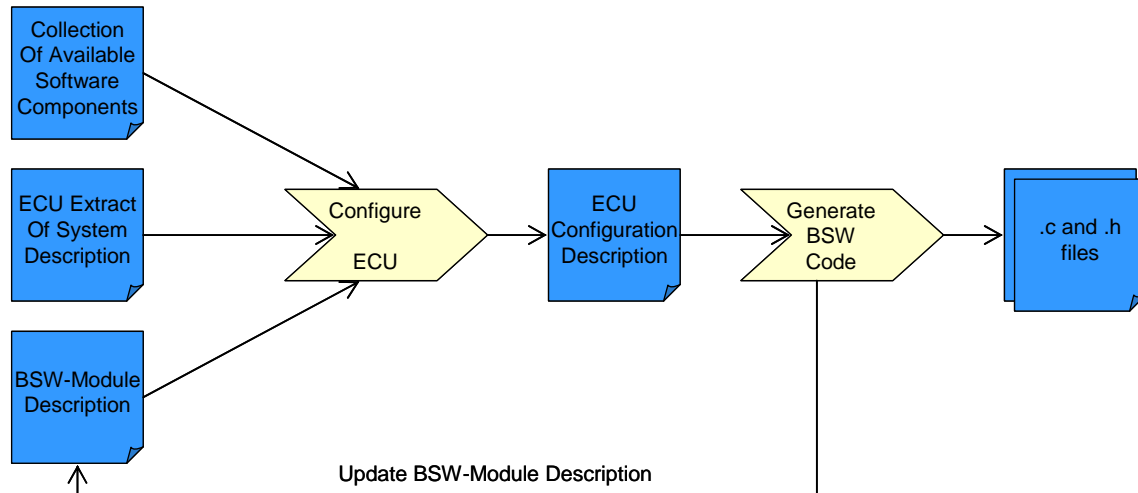 Collection
Of Available
Software
Components
ECU Extract
Of System
Description
BSW-Module
Description
Configure
ECU
ECU
Configuration
Description
Generate
BSW
Code
.c and .h
files
Update BSW-Module Description